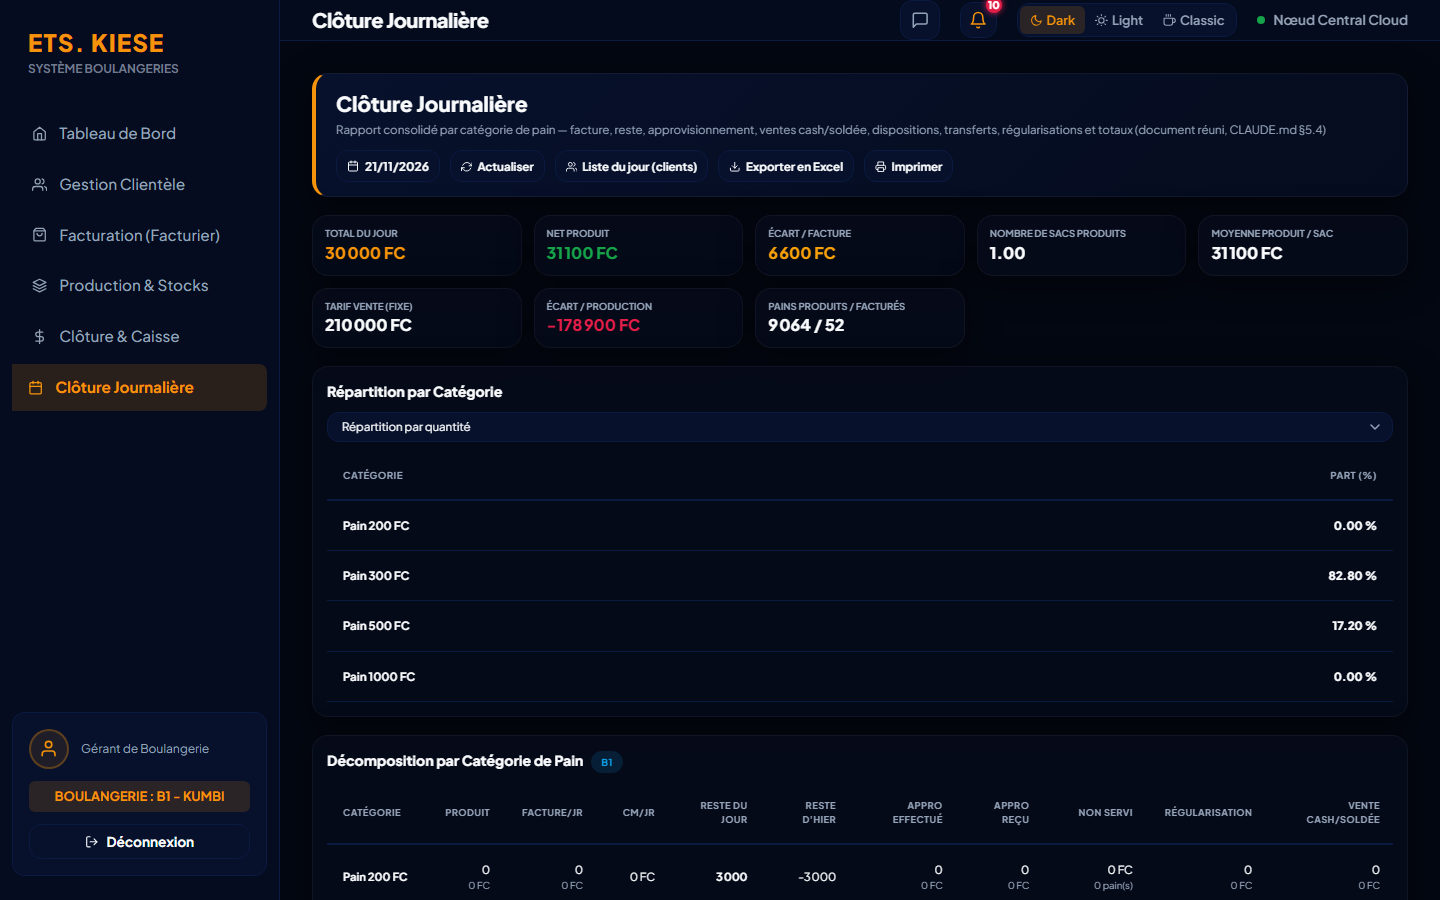 ETS. KIESE
SYSTÈME BOULANGERIES
Tableau de Bord
Gestion Clientèle
Facturation (Facturier)
Production & Stocks
Clôture & Caisse
Clôture Journalière
Gérant de Boulangerie
BOULANGERIE : B1 - KUMBI
Déconnexion
Clôture Journalière
10
Dark
Light
Classic
Nœud Central Cloud
Clôture Journalière
Rapport consolidé par catégorie de pain — facture, reste, approvisionnement, ventes cash/soldée, dispositions, transferts, régularisations et totaux (document réuni, CLAUDE.md §5.4)
21/11/2026
Actualiser
Liste du jour (clients)
Exporter en Excel
Imprimer
TOTAL DU JOUR
30 000 FC
NET PRODUIT
31 100 FC
ÉCART / FACTURE
6 600 FC
NOMBRE DE SACS PRODUITS
1.00
MOYENNE PRODUIT / SAC
31 100 FC
TARIF VENTE (FIXE)
210 000 FC
ÉCART / PRODUCTION
-178 900 FC
PAINS PRODUITS / FACTURÉS
9 064 / 52
Répartition par Catégorie
Répartition par quantité
CATÉGORIE PART (%)
Pain 200 FC 0.00 %
Pain 300 FC 82.80 %
Pain 500 FC 17.20 %
Pain 1000 FC 0.00 %
Décomposition par Catégorie de Pain B1
CATÉGORIE PRODUIT FACTURE/JR CM/JR RESTE DU JOUR RESTE D'HIER APPRO EFFECTUÉ APPRO REÇU NON SERVI RÉGULARISATION VENTE CASH/SOLDÉE
Pain 200 FC 0 0 0 FC 3000 -3000 0 0 0 FC 0 0
0 FC 0 FC 0 FC 0 FC 0 pain(s) 0 FC 0 FC